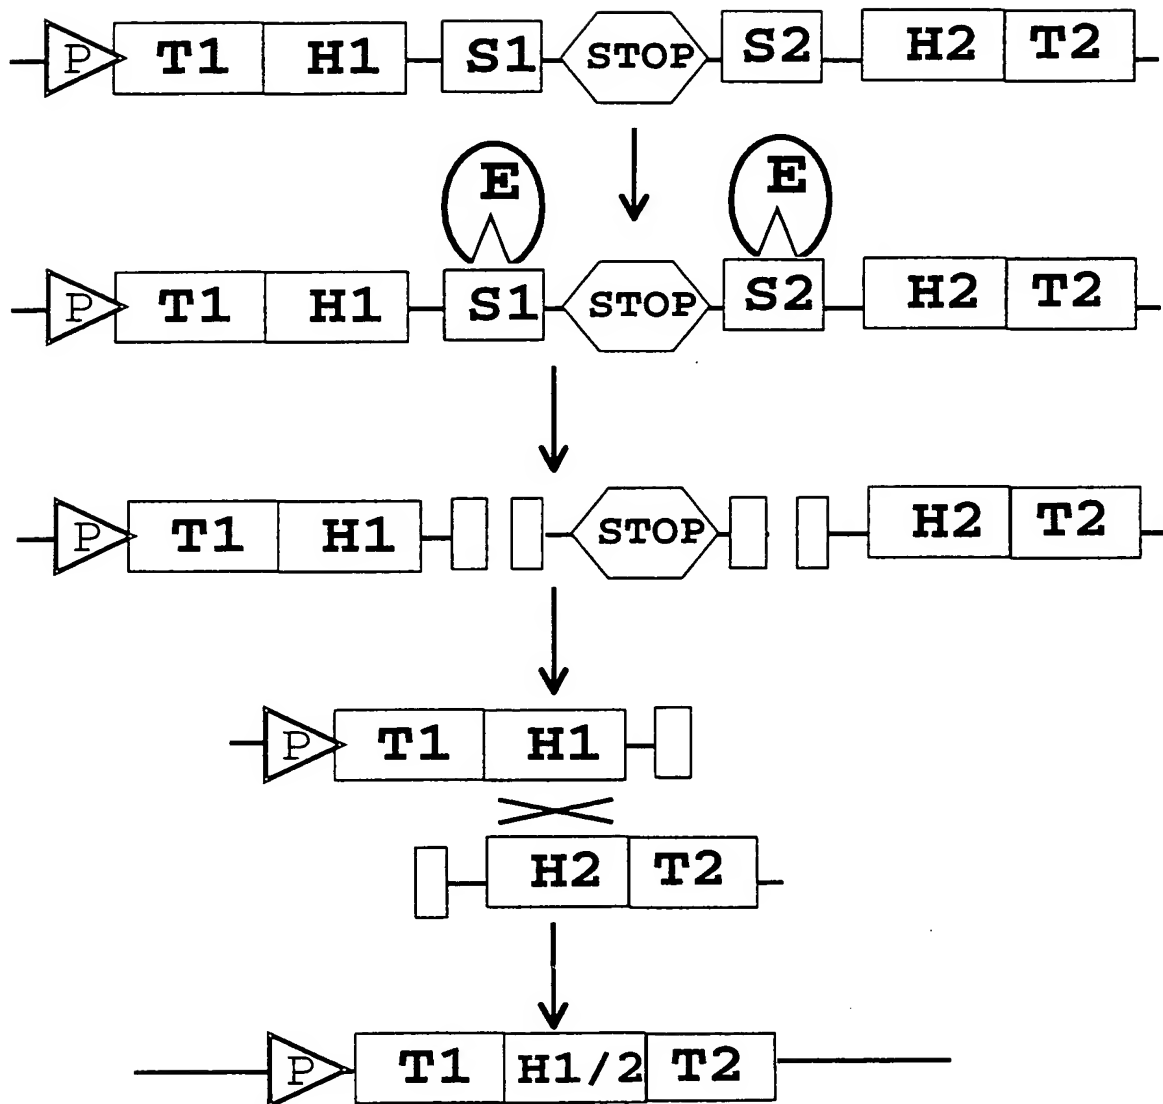 P T1 H1 S1 STOP S2 H2 T2
E E
P T1 H1 S1 STOP S2 H2 T2
P T1 H1 STOP H2 T2
P T1 H1
H2 T2
P T1 H1/2 T2